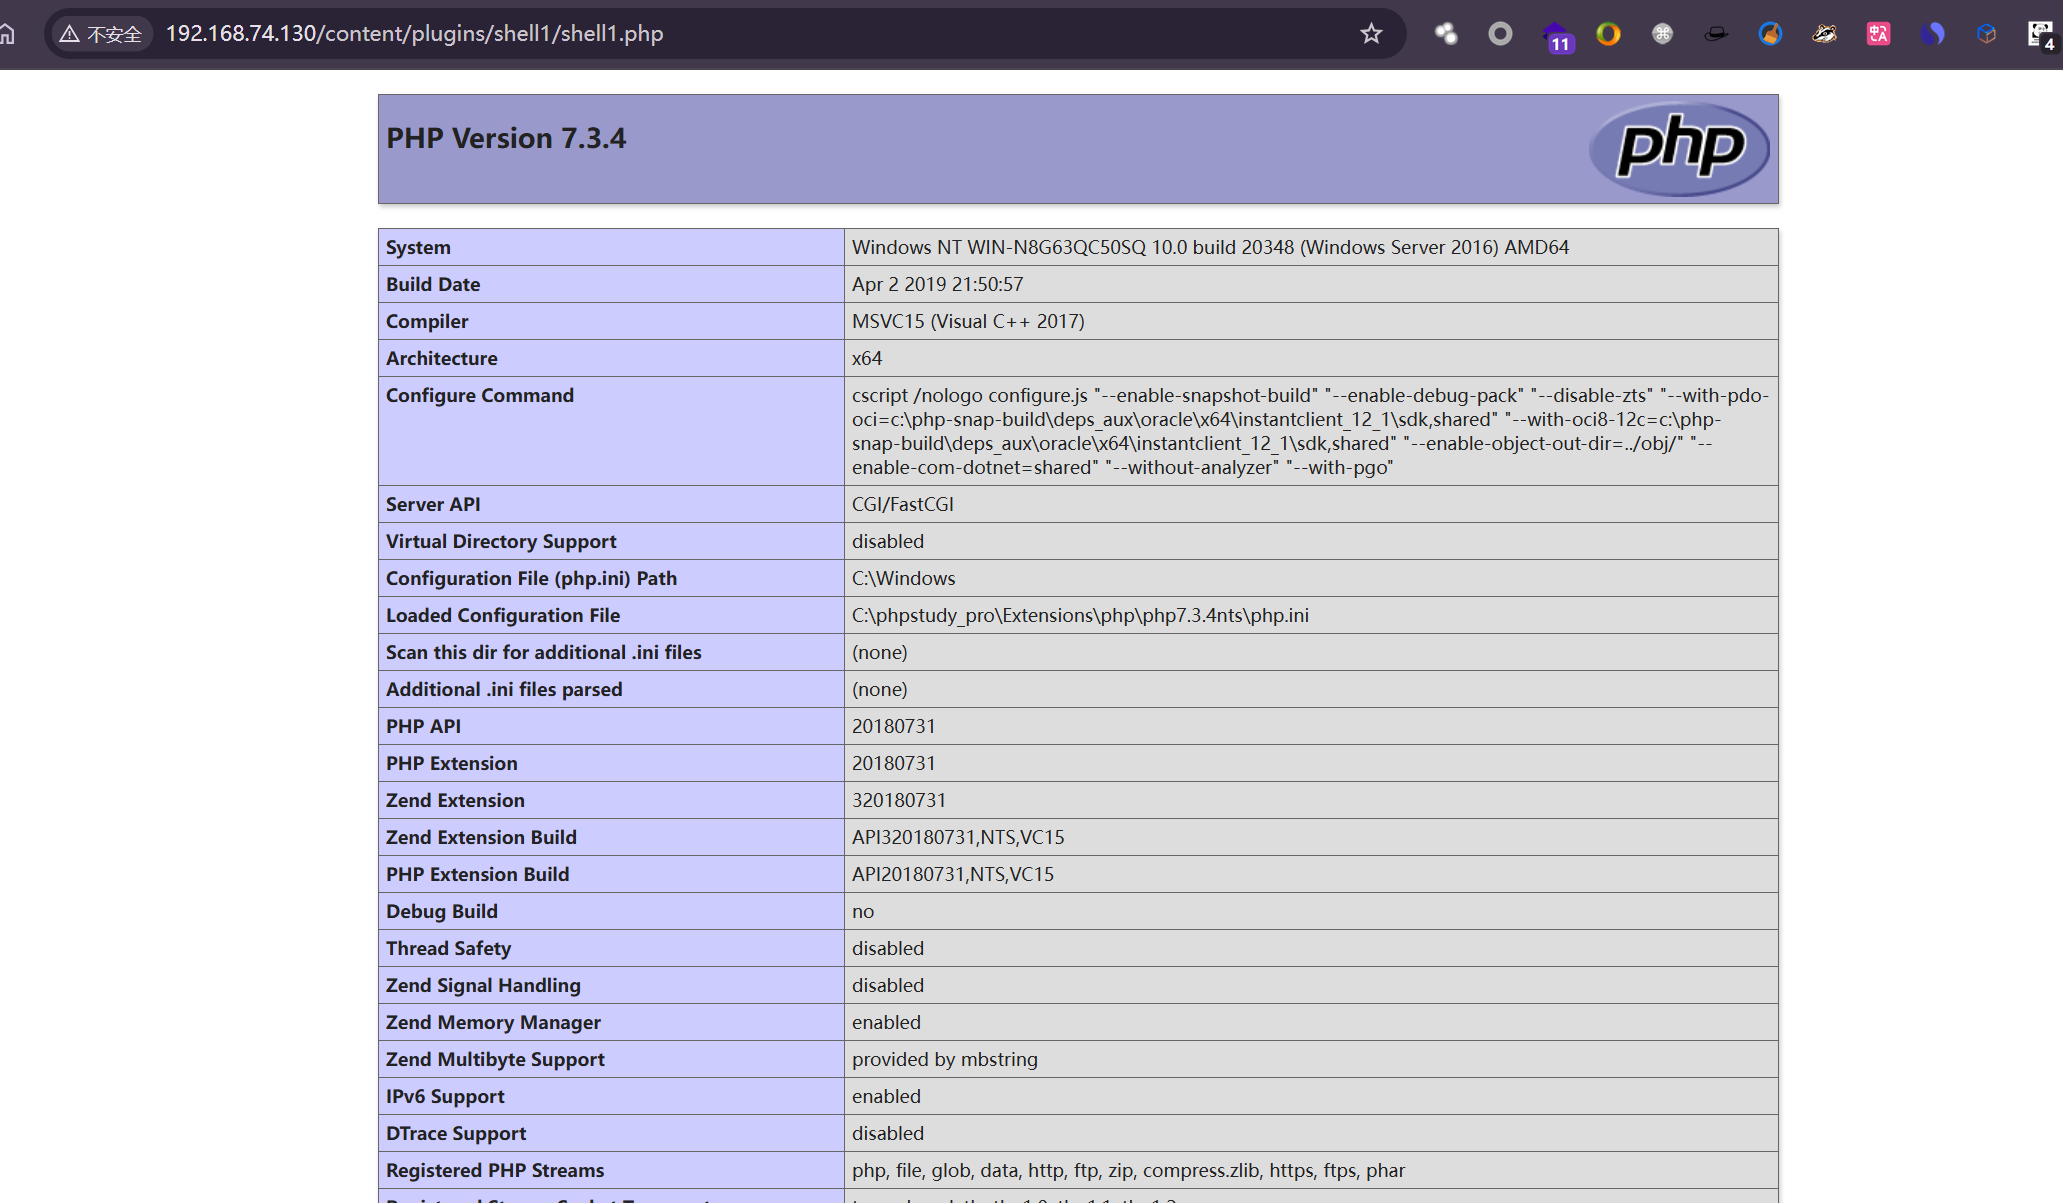 不安全 192.168.74.130/content/plugins/shell1/shell1.php
11
4
PHP Version 7.3.4
php
System Windows NT WIN-N8G63QC50SQ 10.0 build 20348 (Windows Server 2016) AMD64
Build Date Apr 2 2019 21:50:57
Compiler MSVC15 (Visual C++ 2017)
Architecture x64
Configure Command cscript /nologo configure.js "--enable-snapshot-build" "--enable-debug-pack" "--disable-zts" "--with-pdo-
oci=c:\php-snap-build\deps_aux\oracle\x64\instantclient_12_1\sdk,shared" "--with-oci8-12c=c:\php-
snap-build\deps_aux\oracle\x64\instantclient_12_1\sdk,shared" "--enable-object-out-dir=../obj/" "--
enable-com-dotnet=shared" "--without-analyzer" "--with-pgo"
Server API CGI/FastCGI
Virtual Directory Support disabled
Configuration File (php.ini) Path C:\Windows
Loaded Configuration File C:\phpstudy_pro\Extensions\php\php7.3.4nts\php.ini
Scan this dir for additional .ini files (none)
Additional .ini files parsed (none)
PHP API 20180731
PHP Extension 20180731
Zend Extension 320180731
Zend Extension Build API320180731,NTS,VC15
PHP Extension Build API20180731,NTS,VC15
Debug Build no
Thread Safety disabled
Zend Signal Handling disabled
Zend Memory Manager enabled
Zend Multibyte Support provided by mbstring
IPv6 Support enabled
DTrace Support disabled
Registered PHP Streams php, file, glob, data, http, ftp, zip, compress.zlib, https, ftps, phar